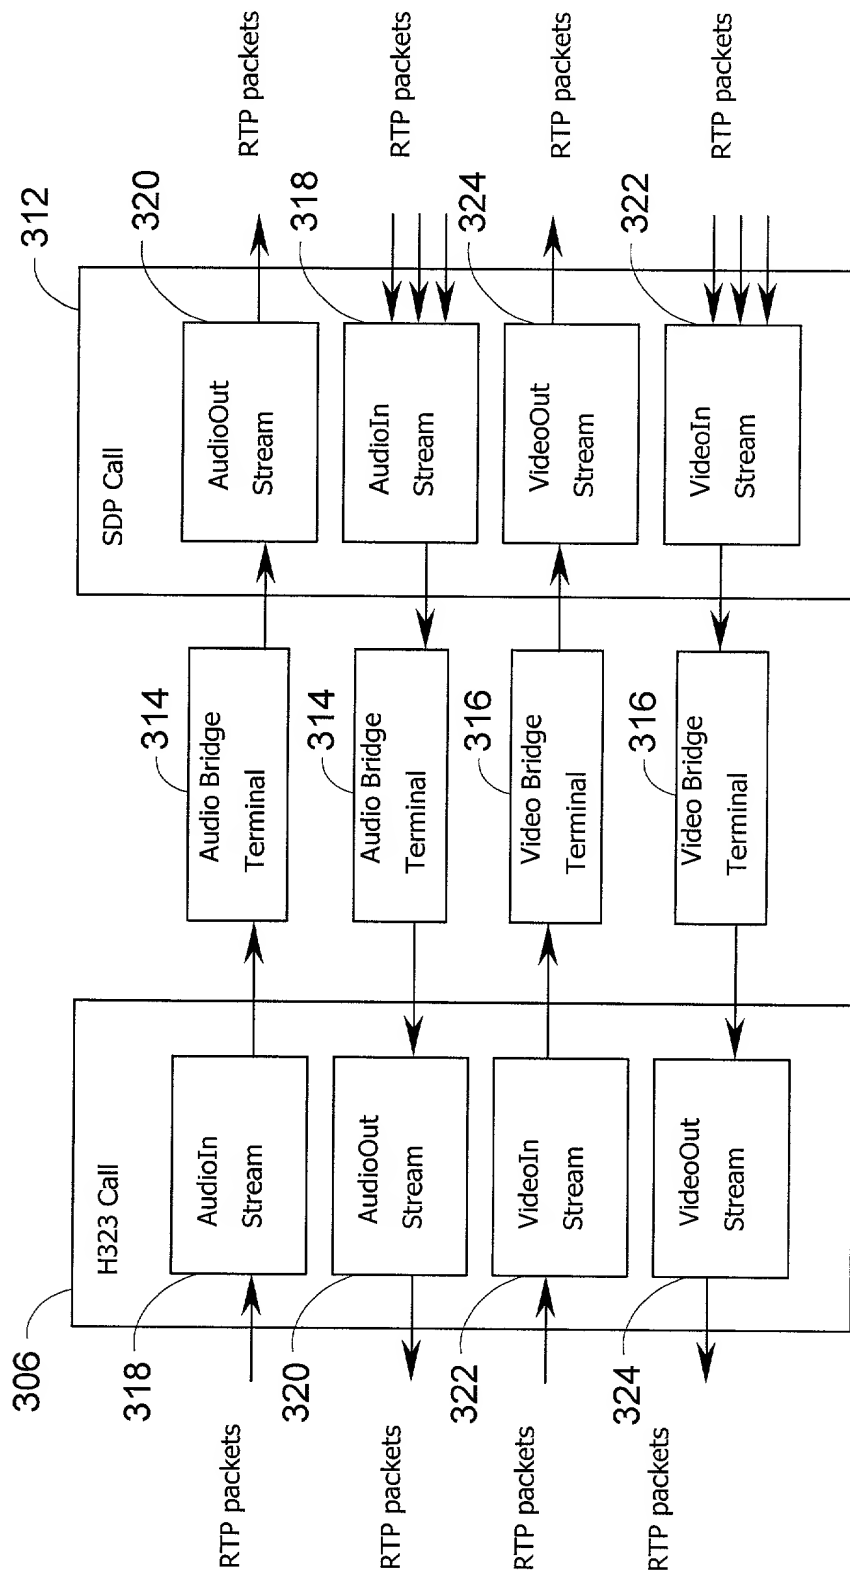 306
312
H323 Call
SDP Call
318
314
320
RTP packets
AudioIn
Stream
Audio Bridge
Terminal
AudioOut
Stream
RTP packets
320
314
318
RTP packets
AudioOut
Stream
Audio Bridge
Terminal
AudioIn
Stream
RTP packets
322
316
324
RTP packets
VideoIn
Stream
Video Bridge
Terminal
VideoOut
Stream
RTP packets
324
316
322
RTP packets
VideoOut
Stream
Video Bridge
Terminal
VideoIn
Stream
RTP packets